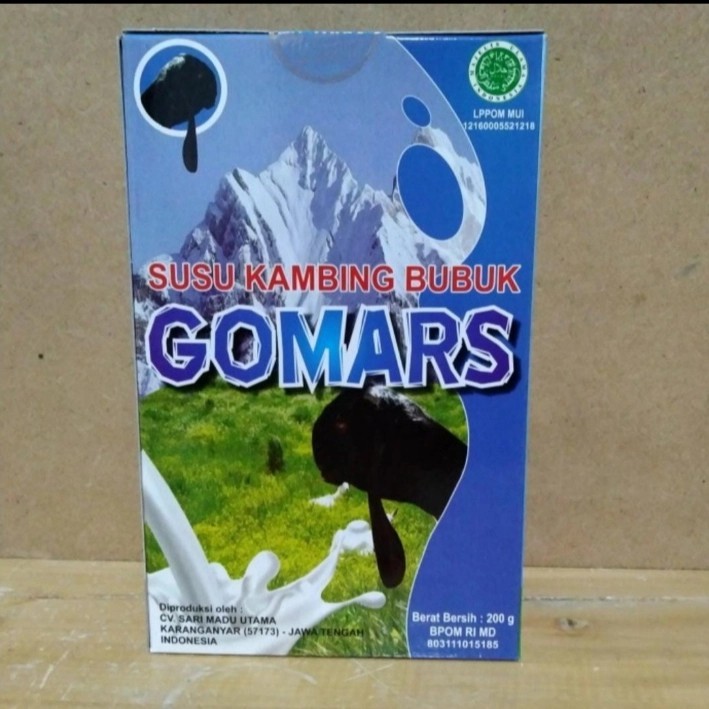 LPPOM MUI
12160005521218
SUSU KAMBING BUBUK
GOMARS
Diproduksi oleh :
CV. SARI MADU UTAMA
KARANGANYAR (57173) - JAWA TENGAH
INDONESIA
Berat Bersih : 200 g
BPOM RI MD
803111015185